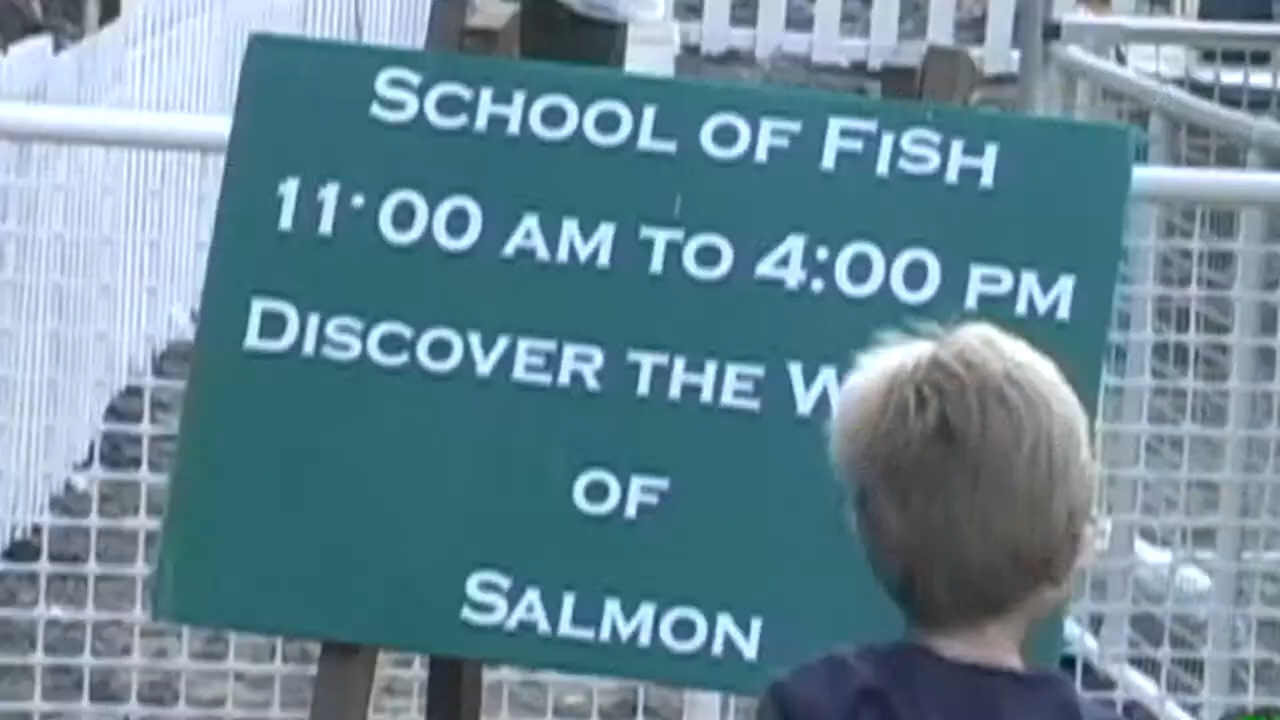 SCHOOL OF FISH
11:00 AM TO 4:00 PM
DISCOVER THE
OF
SALMON